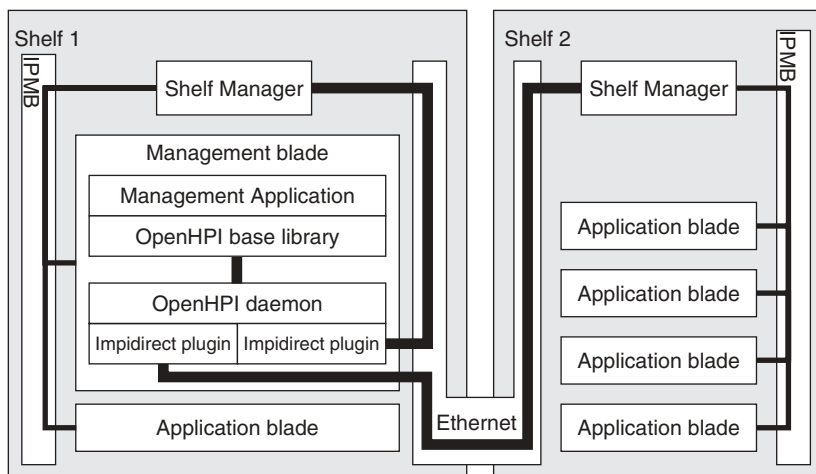 Shelf 1
IPMB
Shelf Manager
Management blade
Management Application
OpenHPI base library
OpenHPI daemon
Impidirect plugin
Impidirect plugin
Application blade
Ethernet
Shelf 2
IPMB
Shelf Manager
Application blade
Application blade
Application blade
Application blade